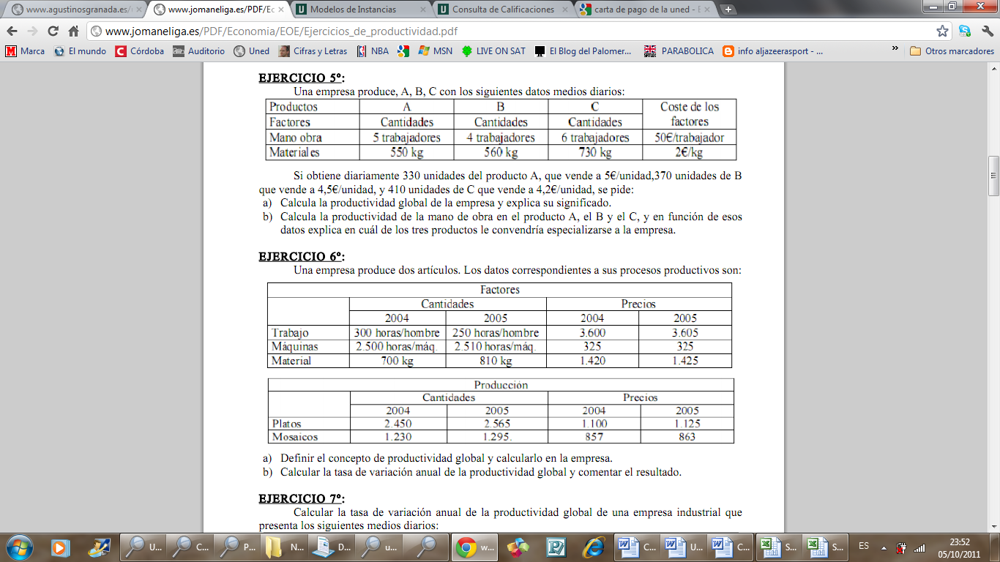 www.agustinosgranada.es/
www.jomaneliga.es/PDF/Ec
Modelos de Instancias
Consulta de Calificaciones
carta de pago de la uned - B
www.jomaneliga.es/PDF/Economia/EOE/Ejercicios_de_productividad.pdf
Marca El mundo Córdoba Auditorio Uned Cifras y Letras NBA MSN LIVE ON SAT El Blog del Palomer... PARABOLICA info aljazeerasport - ... » Otros marcadores
EJERCICIO 5º:
Una empresa produce, A, B, C con los siguientes datos medios diarios:
Productos A B C Coste de los
Factores Cantidades Cantidades Cantidades factores
Mano obra 5 trabajadores 4 trabajadores 6 trabajadores 50€/trabajador
Materiales 550 kg 560 kg 730 kg 2€/kg
Si obtiene diariamente 330 unidades del producto A, que vende a 5€/unidad,370 unidades de B
que vende a 4,5€/unidad, y 410 unidades de C que vende a 4,2€/unidad, se pide:
a) Calcula la productividad global de la empresa y explica su significado.
b) Calcula la productividad de la mano de obra en el producto A, el B y el C, y en función de esos
datos explica en cuál de los tres productos le convendría especializarse a la empresa.
EJERCICIO 6º:
Una empresa produce dos artículos. Los datos correspondientes a sus procesos productivos son:
Factores
Cantidades Precios
2004 2005 2004 2005
Trabajo 300 horas/hombre 250 horas/hombre 3.600 3.605
Máquinas 2.500 horas/máq. 2.510 horas/máq. 325 325
Material 700 kg 810 kg 1.420 1.425
Producción
Cantidades Precios
2004 2005 2004 2005
Platos 2.450 2.565 1.100 1.125
Mosaicos 1.230 1.295. 857 863
a) Definir el concepto de productividad global y calcularlo en la empresa.
b) Calcular la tasa de variación anual de la productividad global y comentar el resultado.
EJERCICIO 7º:
Calcular la tasa de variación anual de la productividad global de una empresa industrial que
presenta los siguientes medios diarios:
U... C... P... N... D... u... w... C... U... C... S... S... ES 23:52
05/10/2011